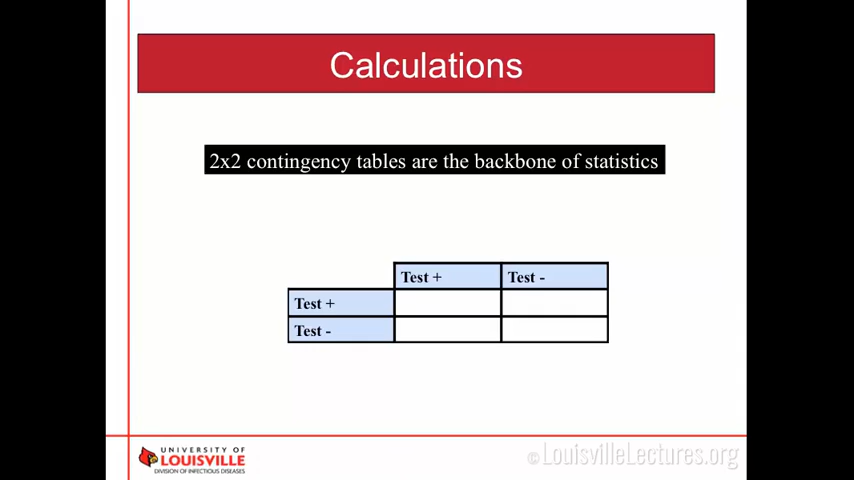 Calculations
2x2 contingency tables are the backbone of statistics
Test + Test -
Test +
Test -
UNIVERSITY OF
LOUISVILLE
DIVISION OF INFECTIOUS DISEASES
©LouisvilleLectures.org